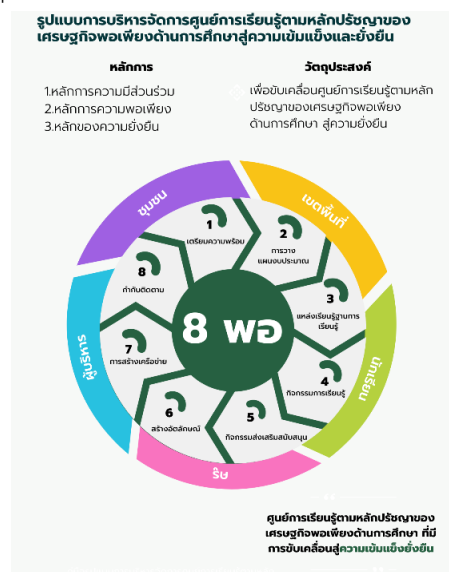 รูปแบบการบริหารจัดการศูนย์การเรียนรู้ตามหลักปรัชญาของ
เศรษฐกิจพอเพียงด้านการศึกษาสู่ความเข้มแข็งและยั่งยืน
หลักการ
1.หลักการความมีส่วนร่วม
2.หลักการความพอเพียง
3.หลักของความยั่งยืน
วัตถุประสงค์
เพื่อขับเคลื่อนศูนย์การเรียนรู้ตามหลัก
ปรัชญาของเศรษฐกิจพอเพียง
ด้านการศึกษา สู่ความยั่งยืน
ชุมชน
เขตพื้นที่
นักเรียน
ครู
ผู้บริหาร
8 พอ
1
เตรียมความพร้อม
2
การวาง
แผนงบประมาณ
3
แหล่งเรียนรู้ฐานการ
เรียนรู้
4
กิจกรรมการเรียนรู้
5
กิจกรรมส่งเสริมสนับสนุน
6
สร้างอัตลักษณ์
7
การสร้างเครือข่าย
8
กำกับติดตาม
ศูนย์การเรียนรู้ตามหลักปรัชญาของ
เศรษฐกิจพอเพียงด้านการศึกษา ที่มี
การขับเคลื่อนสู่ความเข้มแข็งยั่งยืน